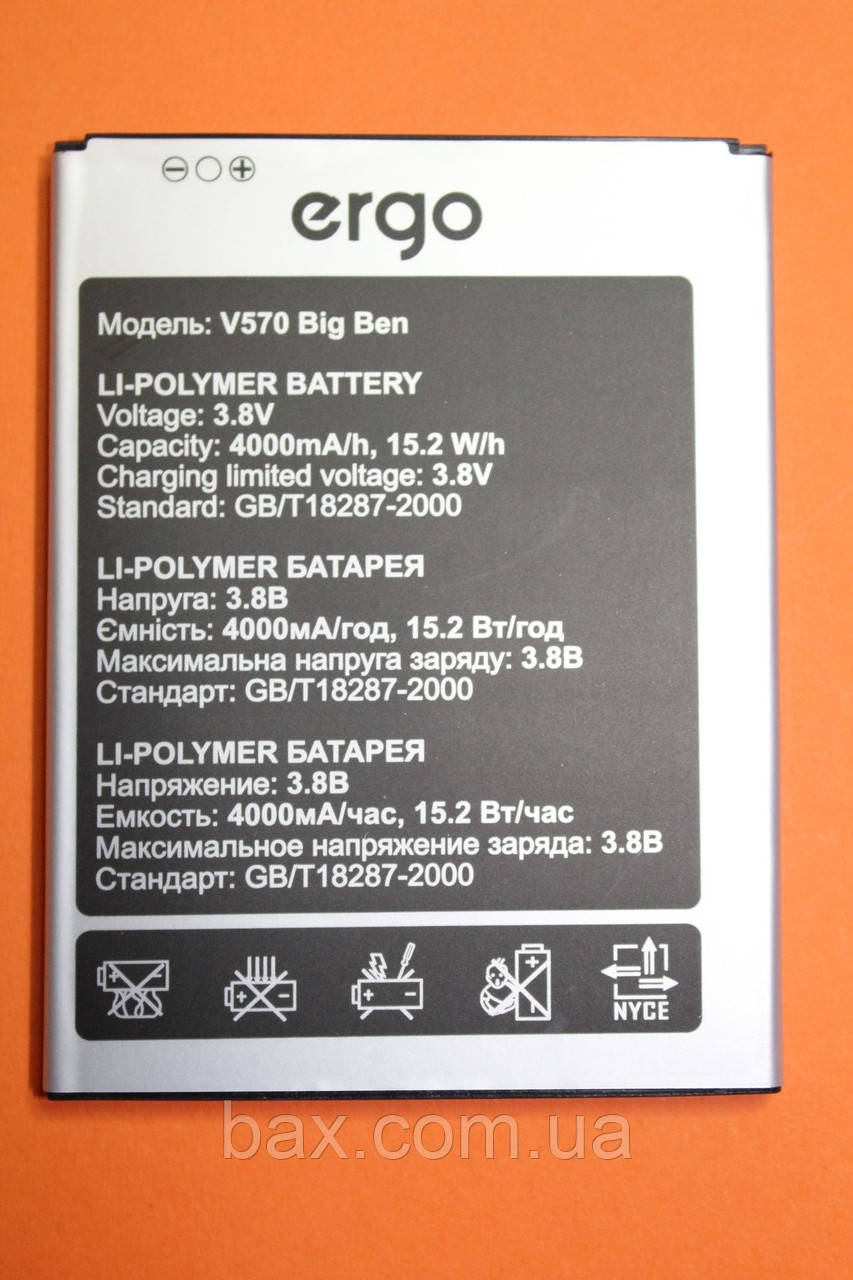 ergo
Модель: V570 Big Ben
LI-POLYMER BATTERY
Voltage: 3.8V
Capacity: 4000mA/h, 15.2 W/h
Charging limited voltage: 3.8V
Standard: GB/T18287-2000
LI-POLYMER БАТАРЕЯ
Напруга: 3.8В
Ємність: 4000мА/год, 15.2 Вт/год
Максимальна напруга заряду: 3.8В
Стандарт: GB/T18287-2000
LI-POLYMER БАТАРЕЯ
Напряжение: 3.8В
Емкость: 4000мА/час, 15.2 Вт/час
Максимальное напряжение заряда: 3.8В
Стандарт: GB/T18287-2000
NYCE
bax.com.ua